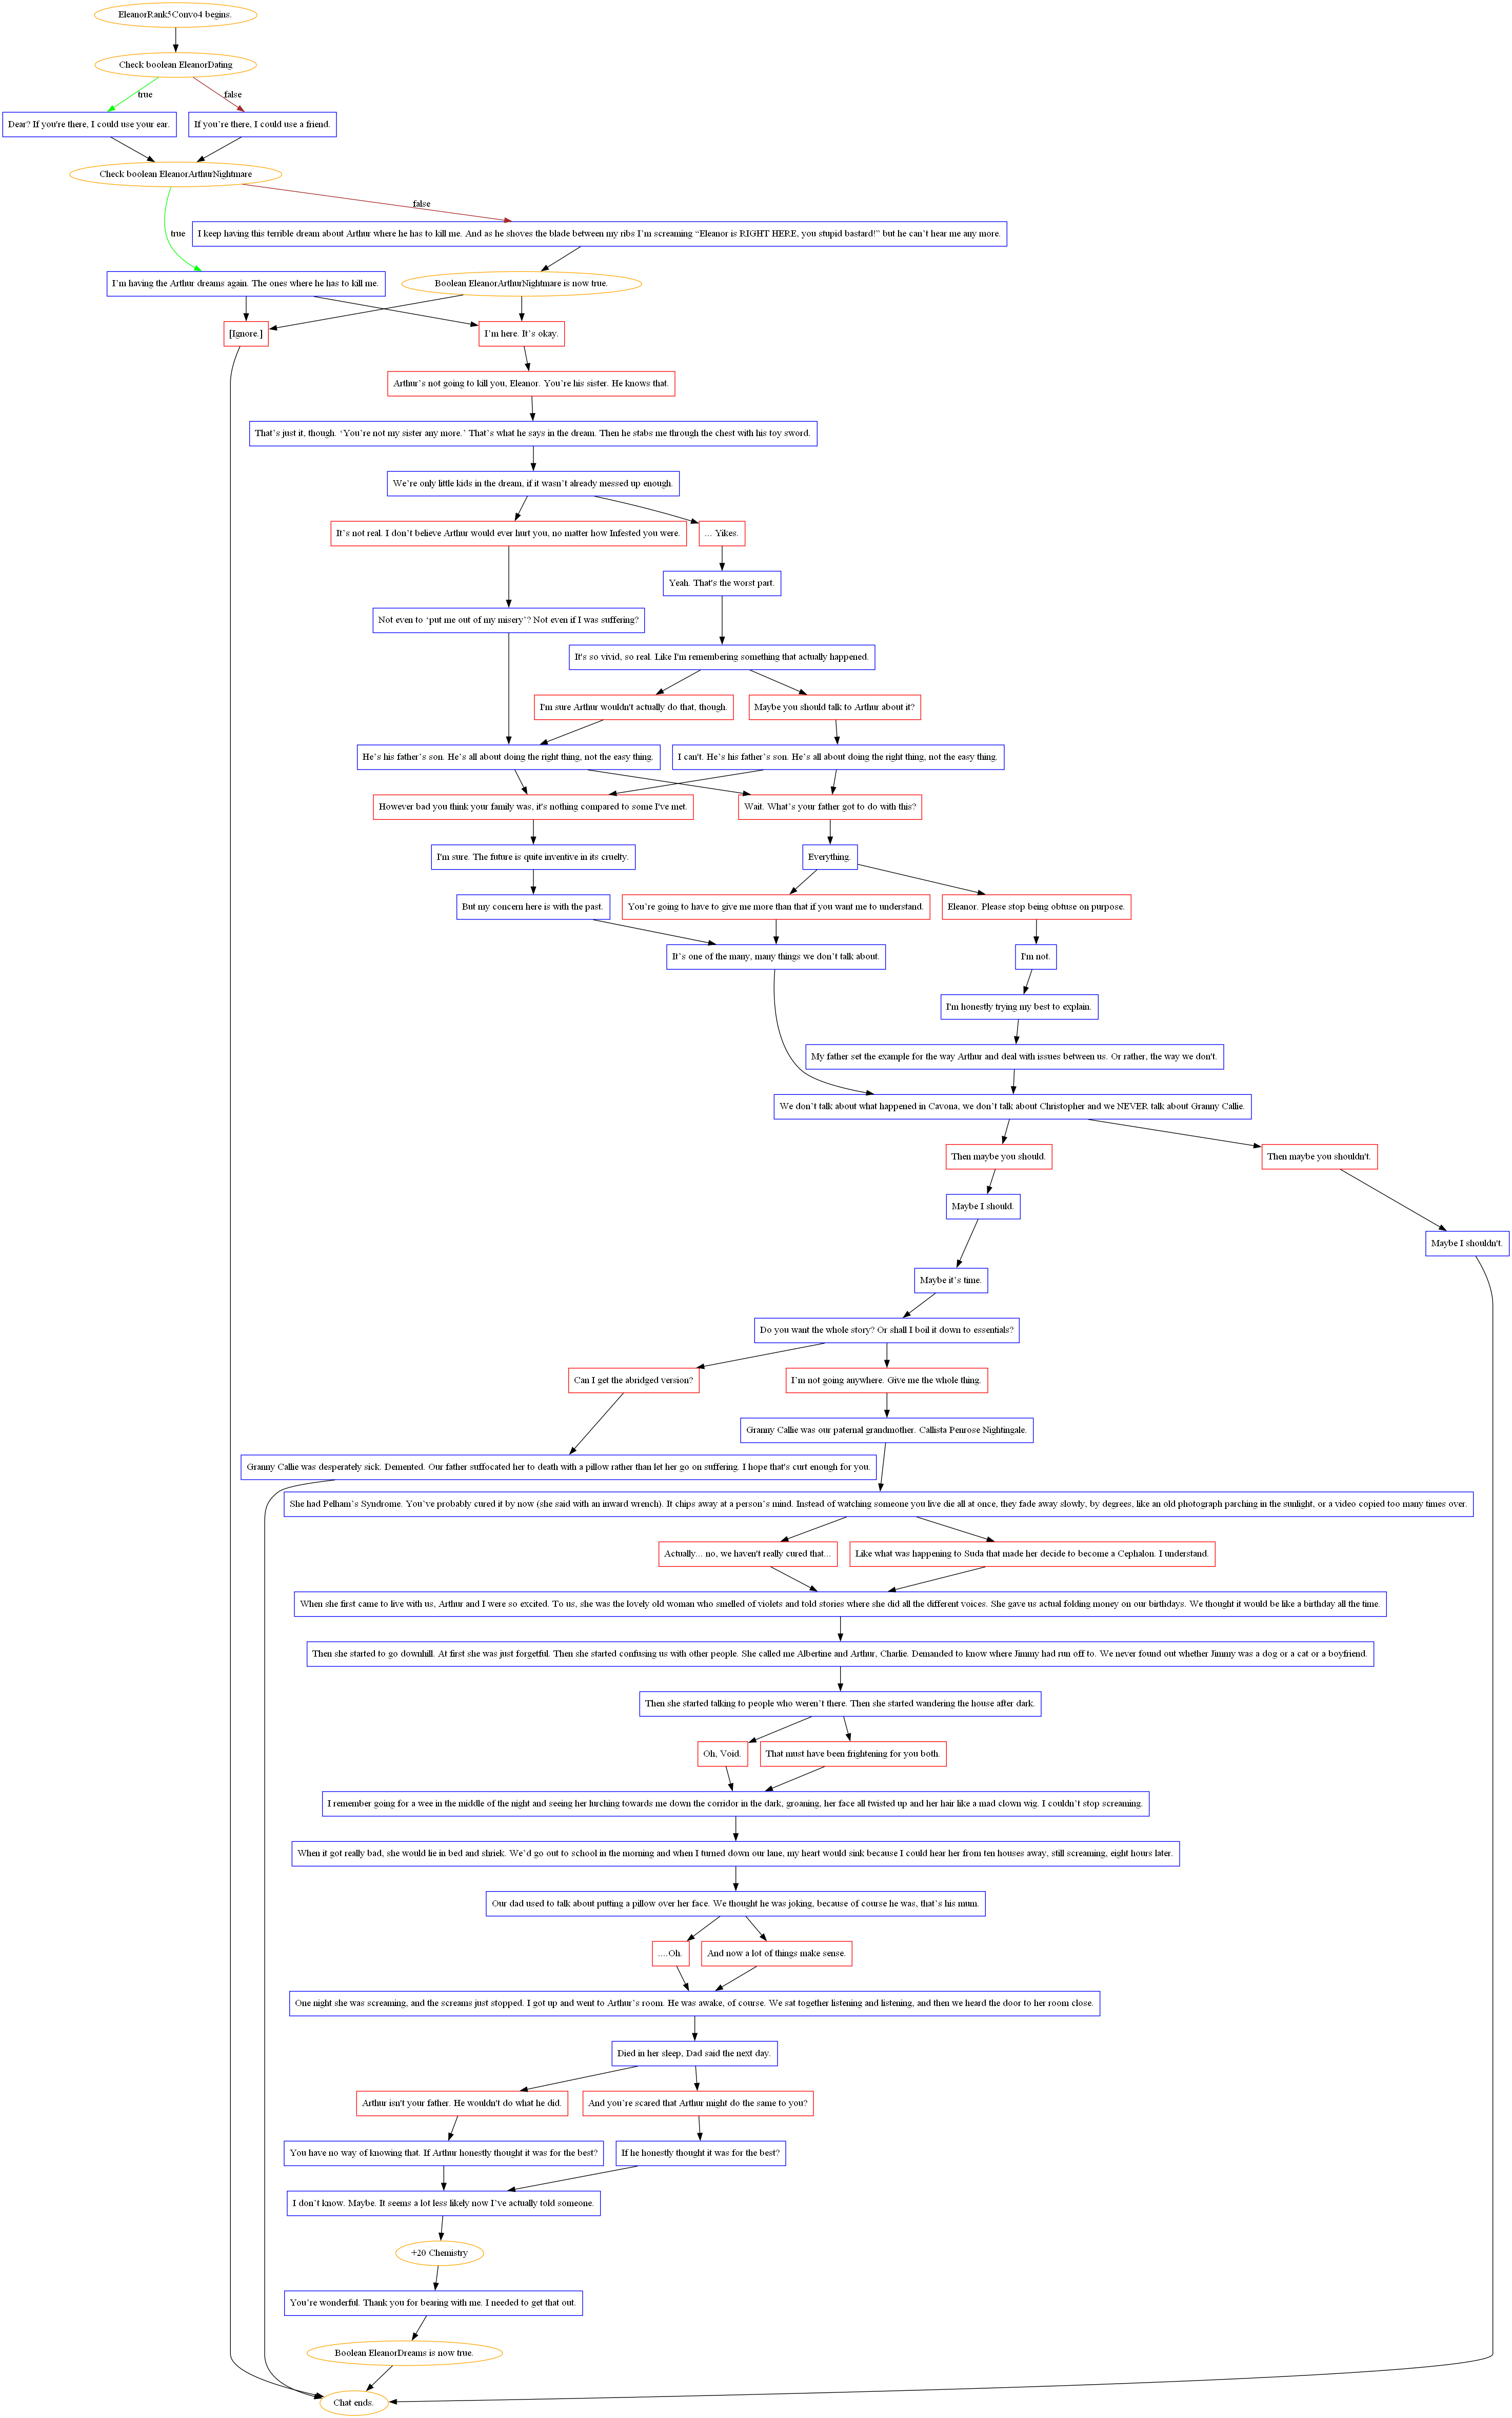 EleanorRank5Convo4 begins.
Check boolean EleanorDating
true
false
Dear? If you're there, I could use your ear.
If you’re there, I could use a friend.
Check boolean EleanorArthurNightmare
false
true
I keep having this terrible dream about Arthur where he has to kill me. And as he shoves the blade between my ribs I’m screaming “Eleanor is RIGHT HERE, you stupid bastard!” but he can’t hear me any more.
I’m having the Arthur dreams again. The ones where he has to kill me.
Boolean EleanorArthurNightmare is now true.
[Ignore.]
I’m here. It’s okay.
Arthur’s not going to kill you, Eleanor. You’re his sister. He knows that.
That’s just it, though. ‘You’re not my sister any more.’ That’s what he says in the dream. Then he stabs me through the chest with his toy sword.
We’re only little kids in the dream, if it wasn’t already messed up enough.
It’s not real. I don’t believe Arthur would ever hurt you, no matter how Infested you were.
... Yikes.
Yeah. That's the worst part.
Not even to ‘put me out of my misery’? Not even if I was suffering?
It's so vivid, so real. Like I'm remembering something that actually happened.
I'm sure Arthur wouldn't actually do that, though.
Maybe you should talk to Arthur about it?
He’s his father’s son. He’s all about doing the right thing, not the easy thing.
I can't. He’s his father’s son. He’s all about doing the right thing, not the easy thing.
However bad you think your family was, it's nothing compared to some I've met.
Wait. What’s your father got to do with this?
I'm sure. The future is quite inventive in its cruelty.
Everything.
But my concern here is with the past.
You’re going to have to give me more than that if you want me to understand.
Eleanor. Please stop being obtuse on purpose.
It’s one of the many, many things we don’t talk about.
I'm not.
I'm honestly trying my best to explain.
My father set the example for the way Arthur and deal with issues between us. Or rather, the way we don't.
We don’t talk about what happened in Cavona, we don’t talk about Christopher and we NEVER talk about Granny Callie.
Then maybe you should.
Then maybe you shouldn't.
Maybe I should.
Maybe I shouldn't.
Maybe it’s time.
Do you want the whole story? Or shall I boil it down to essentials?
Can I get the abridged version?
I’m not going anywhere. Give me the whole thing.
Granny Callie was our paternal grandmother. Callista Penrose Nightingale.
Granny Callie was desperately sick. Demented. Our father suffocated her to death with a pillow rather than let her go on suffering. I hope that's curt enough for you.
She had Pelham’s Syndrome. You’ve probably cured it by now (she said with an inward wrench). It chips away at a person’s mind. Instead of watching someone you live die all at once, they fade away slowly, by degrees, like an old photograph parching in the sunlight, or a video copied too many times over.
Actually... no, we haven't really cured that...
Like what was happening to Suda that made her decide to become a Cephalon. I understand.
When she first came to live with us, Arthur and I were so excited. To us, she was the lovely old woman who smelled of violets and told stories where she did all the different voices. She gave us actual folding money on our birthdays. We thought it would be like a birthday all the time.
Then she started to go downhill. At first she was just forgetful. Then she started confusing us with other people. She called me Albertine and Arthur, Charlie. Demanded to know where Jimmy had run off to. We never found out whether Jimmy was a dog or a cat or a boyfriend.
Then she started talking to people who weren’t there. Then she started wandering the house after dark.
Oh, Void.
That must have been frightening for you both.
I remember going for a wee in the middle of the night and seeing her lurching towards me down the corridor in the dark, groaning, her face all twisted up and her hair like a mad clown wig. I couldn’t stop screaming.
When it got really bad, she would lie in bed and shriek. We’d go out to school in the morning and when I turned down our lane, my heart would sink because I could hear her from ten houses away, still screaming, eight hours later.
Our dad used to talk about putting a pillow over her face. We thought he was joking, because of course he was, that’s his mum.
....Oh.
And now a lot of things make sense.
One night she was screaming, and the screams just stopped. I got up and went to Arthur’s room. He was awake, of course. We sat together listening and listening, and then we heard the door to her room close.
Died in her sleep, Dad said the next day.
Arthur isn't your father. He wouldn't do what he did.
And you’re scared that Arthur might do the same to you?
You have no way of knowing that. If Arthur honestly thought it was for the best?
If he honestly thought it was for the best?
I don’t know. Maybe. It seems a lot less likely now I’ve actually told someone.
+20 Chemistry
You’re wonderful. Thank you for bearing with me. I needed to get that out.
Boolean EleanorDreams is now true.
Chat ends.